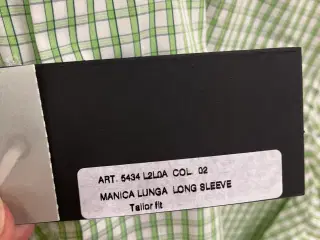 ART. 5434 L2L0A COL. 02
MANICA LUNGA LONG SLEEVE
Tailor fit